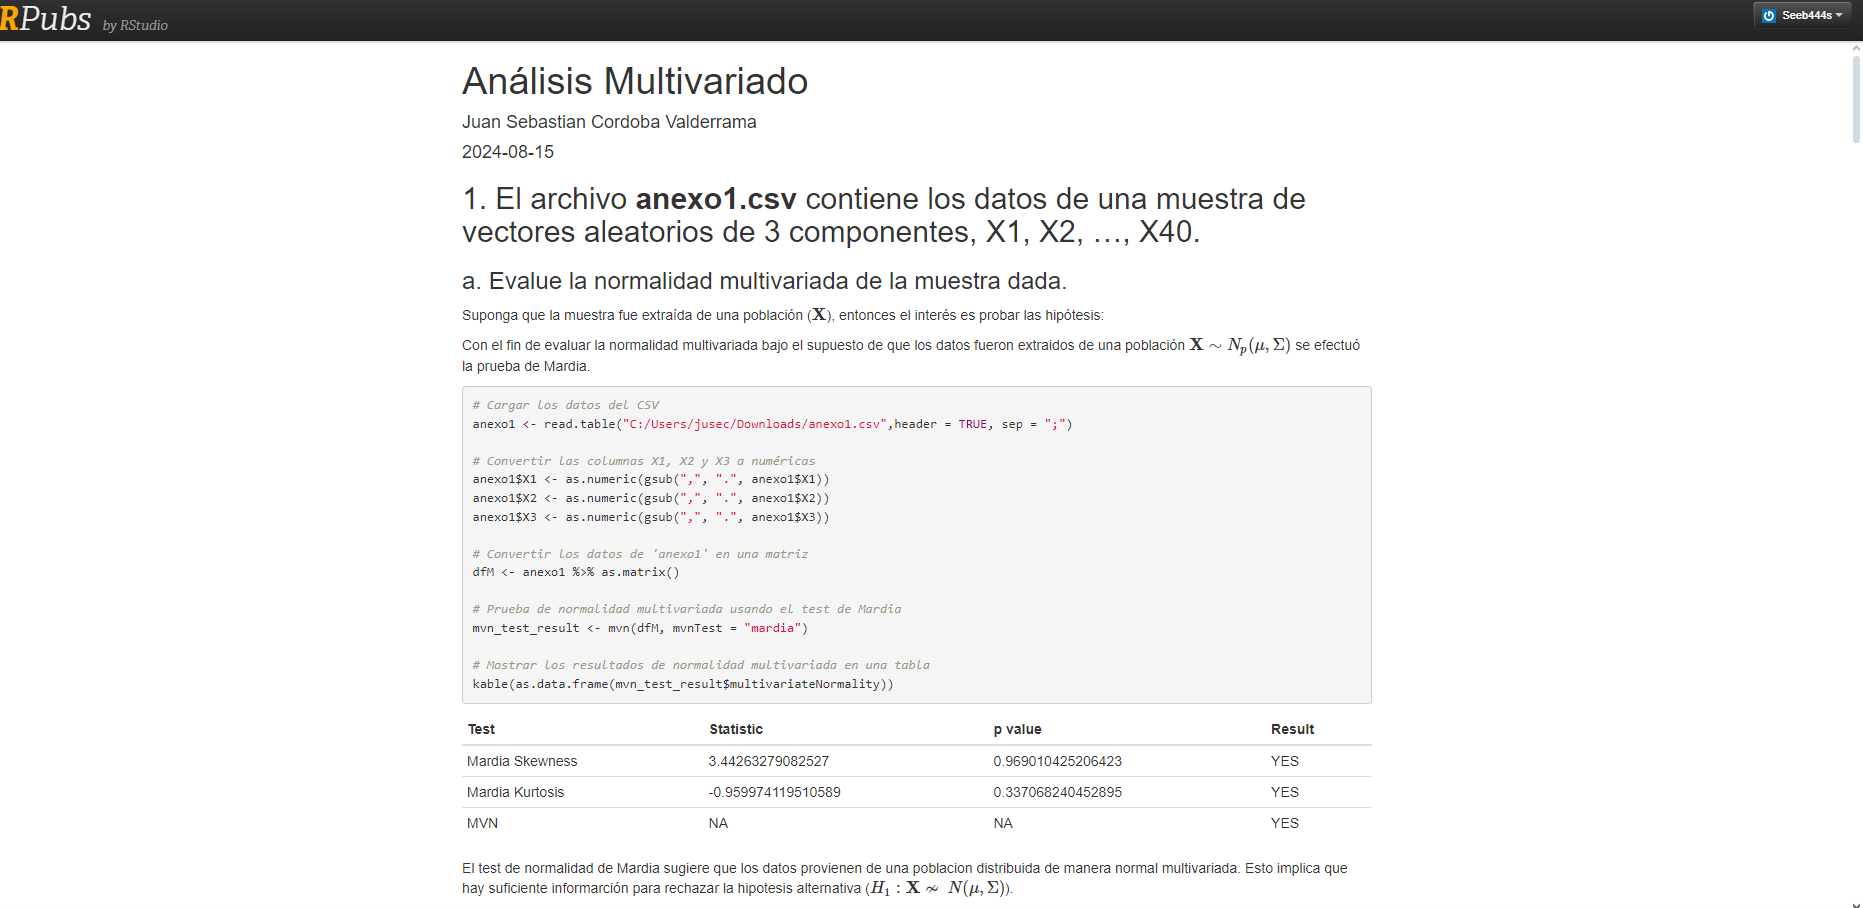 RPubs by RStudio
Seeb444s
Análisis Multivariado
Juan Sebastian Cordoba Valderrama
2024-08-15
1. El archivo anexo1.csv contiene los datos de una muestra de
vectores aleatorios de 3 componentes, X1, X2, …, X40.
a. Evalue la normalidad multivariada de la muestra dada.
Suponga que la muestra fue extraída de una población (X), entonces el interés es probar las hipótesis:
Con el fin de evaluar la normalidad multivariada bajo el supuesto de que los datos fueron extraidos de una población X ∼ Np(μ, Σ) se efectuó
la prueba de Mardia.
# Cargar los datos del CSV
anexo1 <- read.table("C:/Users/jusec/Downloads/anexo1.csv",header = TRUE, sep = ";")
# Convertir las columnas X1, X2 y X3 a numéricas
anexo1$X1 <- as.numeric(gsub(",", ".", anexo1$X1))
anexo1$X2 <- as.numeric(gsub(",", ".", anexo1$X2))
anexo1$X3 <- as.numeric(gsub(",", ".", anexo1$X3))
# Convertir los datos de 'anexo1' en una matriz
dfM <- anexo1 %>% as.matrix()
# Prueba de normalidad multivariada usando el test de Mardia
mvn_test_result <- mvn(dfM, mvnTest = "mardia")
# Mostrar los resultados de normalidad multivariada en una tabla
kable(as.data.frame(mvn_test_result$multivariateNormality))
Test Statistic p value Result
Mardia Skewness 3.44263279082527 0.969010425206423 YES
Mardia Kurtosis -0.959974119510589 0.337068240452895 YES
MVN NA NA YES
El test de normalidad de Mardia sugiere que los datos provienen de una poblacion distribuida de manera normal multivariada. Esto implica que
hay suficiente informarción para rechazar la hipotesis alternativa (H1 : X ≁ N(μ, Σ)).